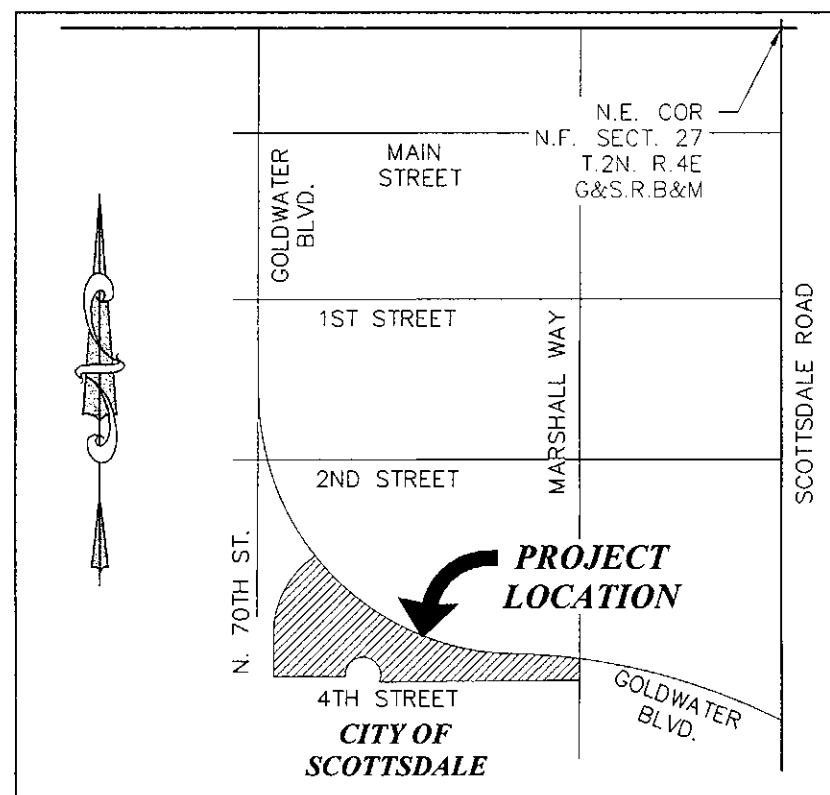 N.E. COR
N.F. SECT. 27
T.2N. R.4E
G&S.R.B&M
MAIN
STREET
GOLDWATER
BLVD.
1ST STREET
MARSHALL WAY
SCOTTSDALE ROAD
2ND STREET
N. 70TH ST.
PROJECT
LOCATION
4TH STREET
GOLDWATER
BLVD.
CITY OF
SCOTTSDALE